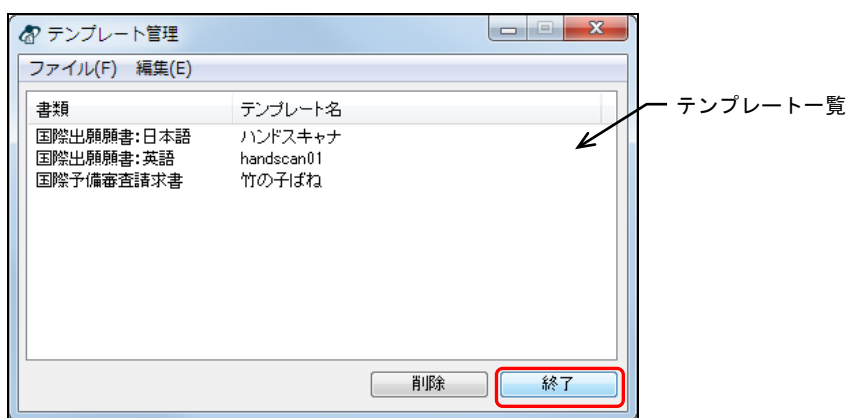 テンプレート管理
ファイル(F) 編集(E)
テンプレート一覧
書類 テンプレート名
国際出願願書:日本語 ハンドスキャナ
国際出願願書:英語 handscan01
国際予備審査請求書 竹の子ばね
削除 終了